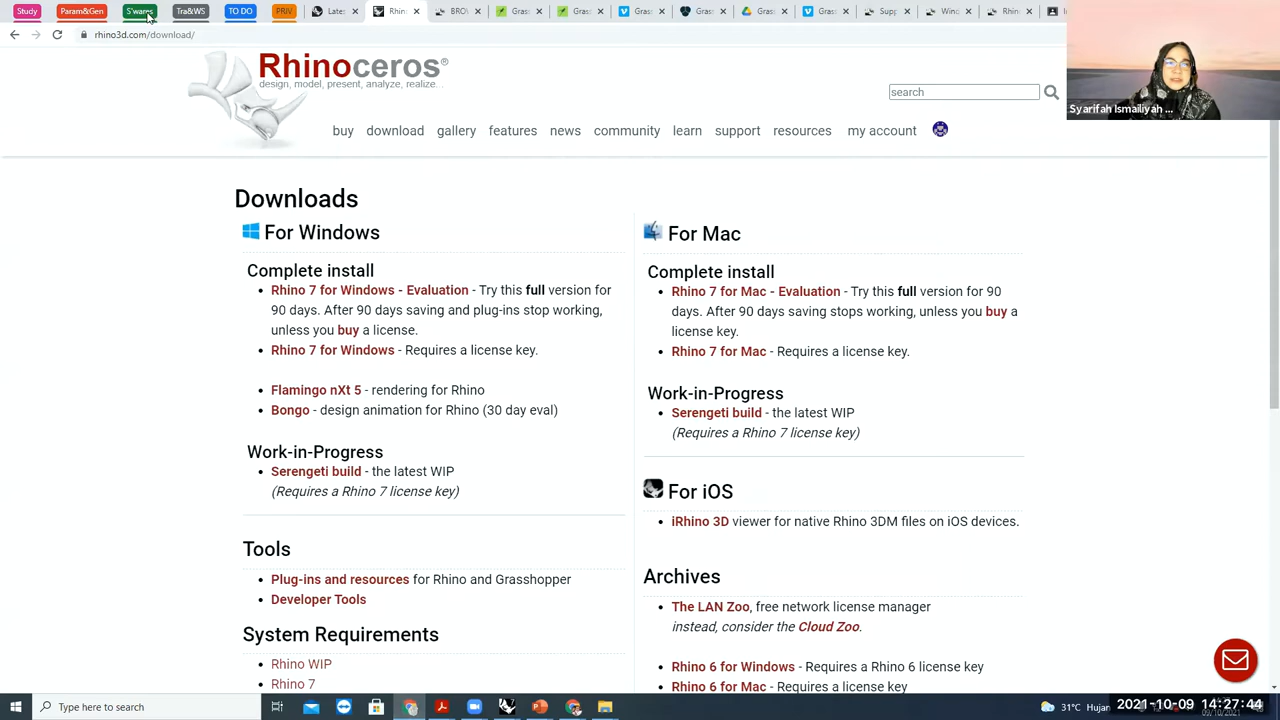 Study Param&Gen S'wares Tra&WS TO DO PRIV Lates Rhin BRO Gras Gras Gras Gras
rhino3d.com/download/
Rhinoceros®
design, model, present, analyze, realize...
search
Syarifah Ismailiyah ...
buy download gallery features news community learn support resources my account
Downloads
For Windows
Complete install
• Rhino 7 for Windows - Evaluation - Try this full version for
90 days. After 90 days saving and plug-ins stop working,
unless you buy a license.
• Rhino 7 for Windows - Requires a license key.
• Flamingo nXt 5 - rendering for Rhino
• Bongo - design animation for Rhino (30 day eval)
Work-in-Progress
• Serengeti build - the latest WIP
(Requires a Rhino 7 license key)
Tools
• Plug-ins and resources for Rhino and Grasshopper
• Developer Tools
System Requirements
• Rhino WIP
• Rhino 7
For Mac
Complete install
• Rhino 7 for Mac - Evaluation - Try this full version for 90
days. After 90 days saving stops working, unless you buy a
license key.
• Rhino 7 for Mac - Requires a license key.
Work-in-Progress
• Serengeti build - the latest WIP
(Requires a Rhino 7 license key)
For iOS
• iRhino 3D viewer for native Rhino 3DM files on iOS devices.
Archives
• The LAN Zoo, free network license manager
instead, consider the Cloud Zoo.
• Rhino 6 for Windows - Requires a Rhino 6 license key
• Rhino 6 for Mac - Requires a license key
Type here to search
31°C Hujan
2021-10-09 14:27:44